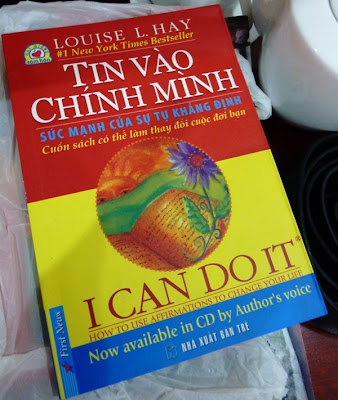 LOUISE L. HAY
#1 New York Times Bestseller
TIN VÀO
CHÍNH MÌNH
SỨC MẠNH CỦA SỰ TỰ KHẲNG ĐỊNH
Cuốn sách có thể làm thay đổi cuộc đời bạn
I CAN DO IT®
HOW TO USE AFFIRMATIONS TO CHANGE YOUR LIFE
Now available in CD by Author's voice
First News
NHÀ XUẤT BẢN TRẺ